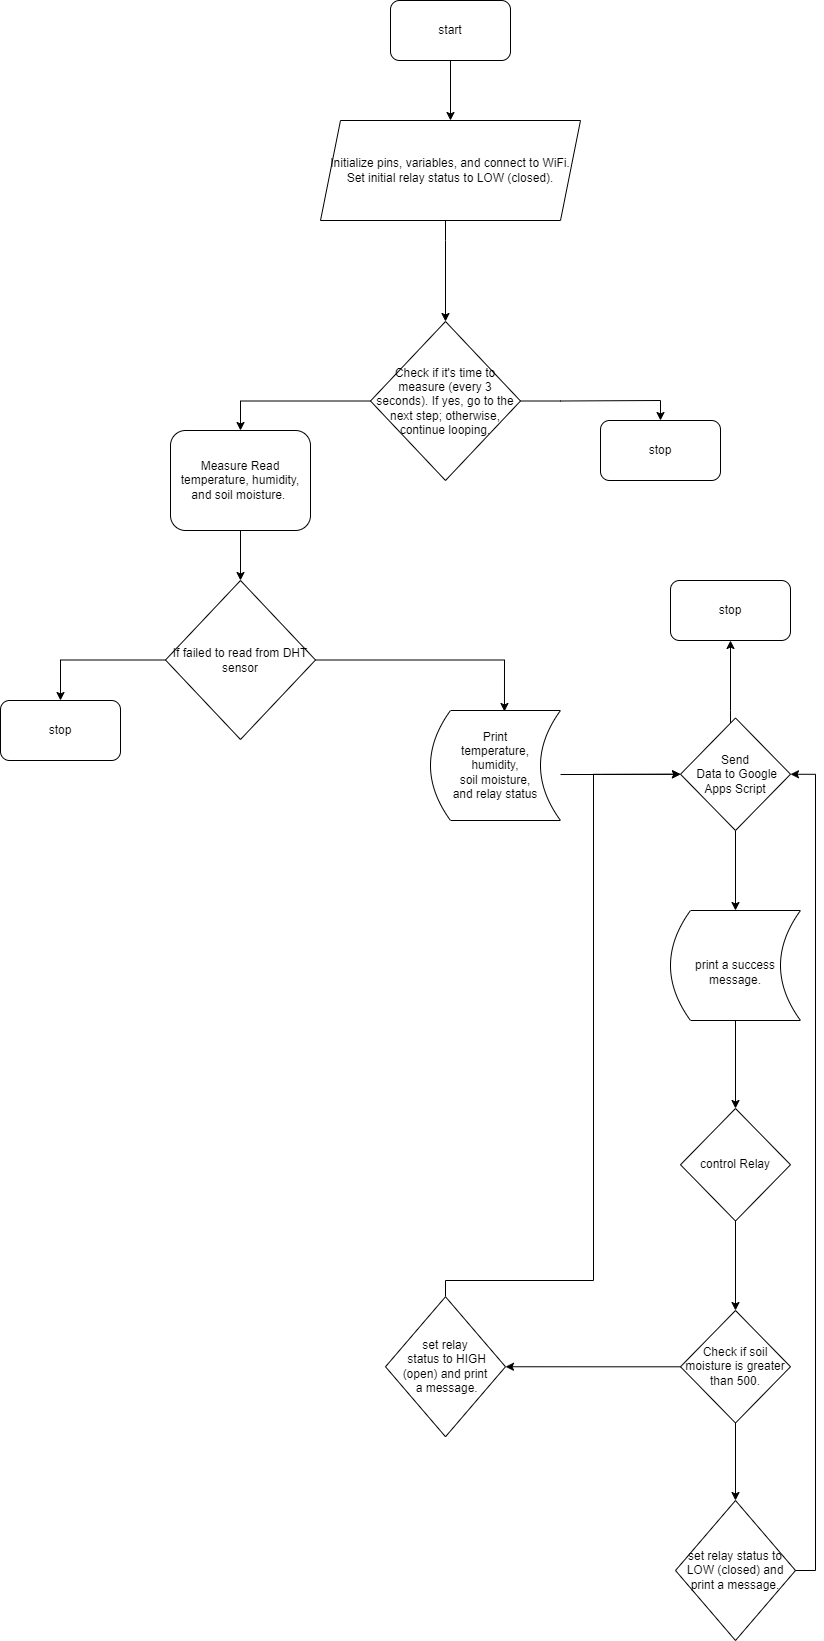 start
Initialize pins, variables, and connect to WiFi.
Set initial relay status to LOW (closed).
Check if it's time to
measure (every 3
seconds). If yes, go to the
next step; otherwise,
continue looping.
stop
Measure Read
temperature, humidity,
and soil moisture.
If failed to read from DHT
sensor
stop
stop
Print
temperature,
humidity,
soil moisture,
and relay status
Send
Data to Google
Apps Script
print a success
message.
control Relay
set relay
status to HIGH
(open) and print
a message.
Check if soil
moisture is greater
than 500.
set relay status to
LOW (closed) and
print a message.